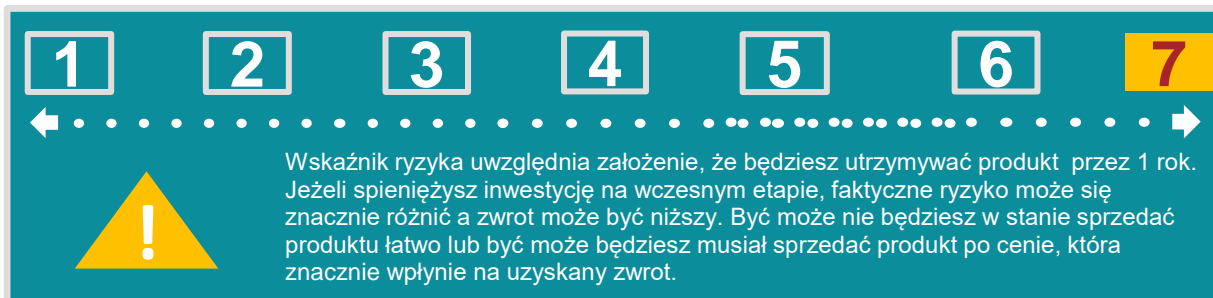 1 2 3 4 5 6 7
!
Wskaźnik ryzyka uwzględnia założenie, że będziesz utrzymywać produkt  przez 1 rok.
Jeżeli spieniężysz inwestycję na wczesnym etapie, faktyczne ryzyko może się
znacznie różnić a zwrot może być niższy. Być może nie będziesz w stanie sprzedać
produktu łatwo lub być może będziesz musiał sprzedać produkt po cenie, która
znacznie wpłynie na uzyskany zwrot.